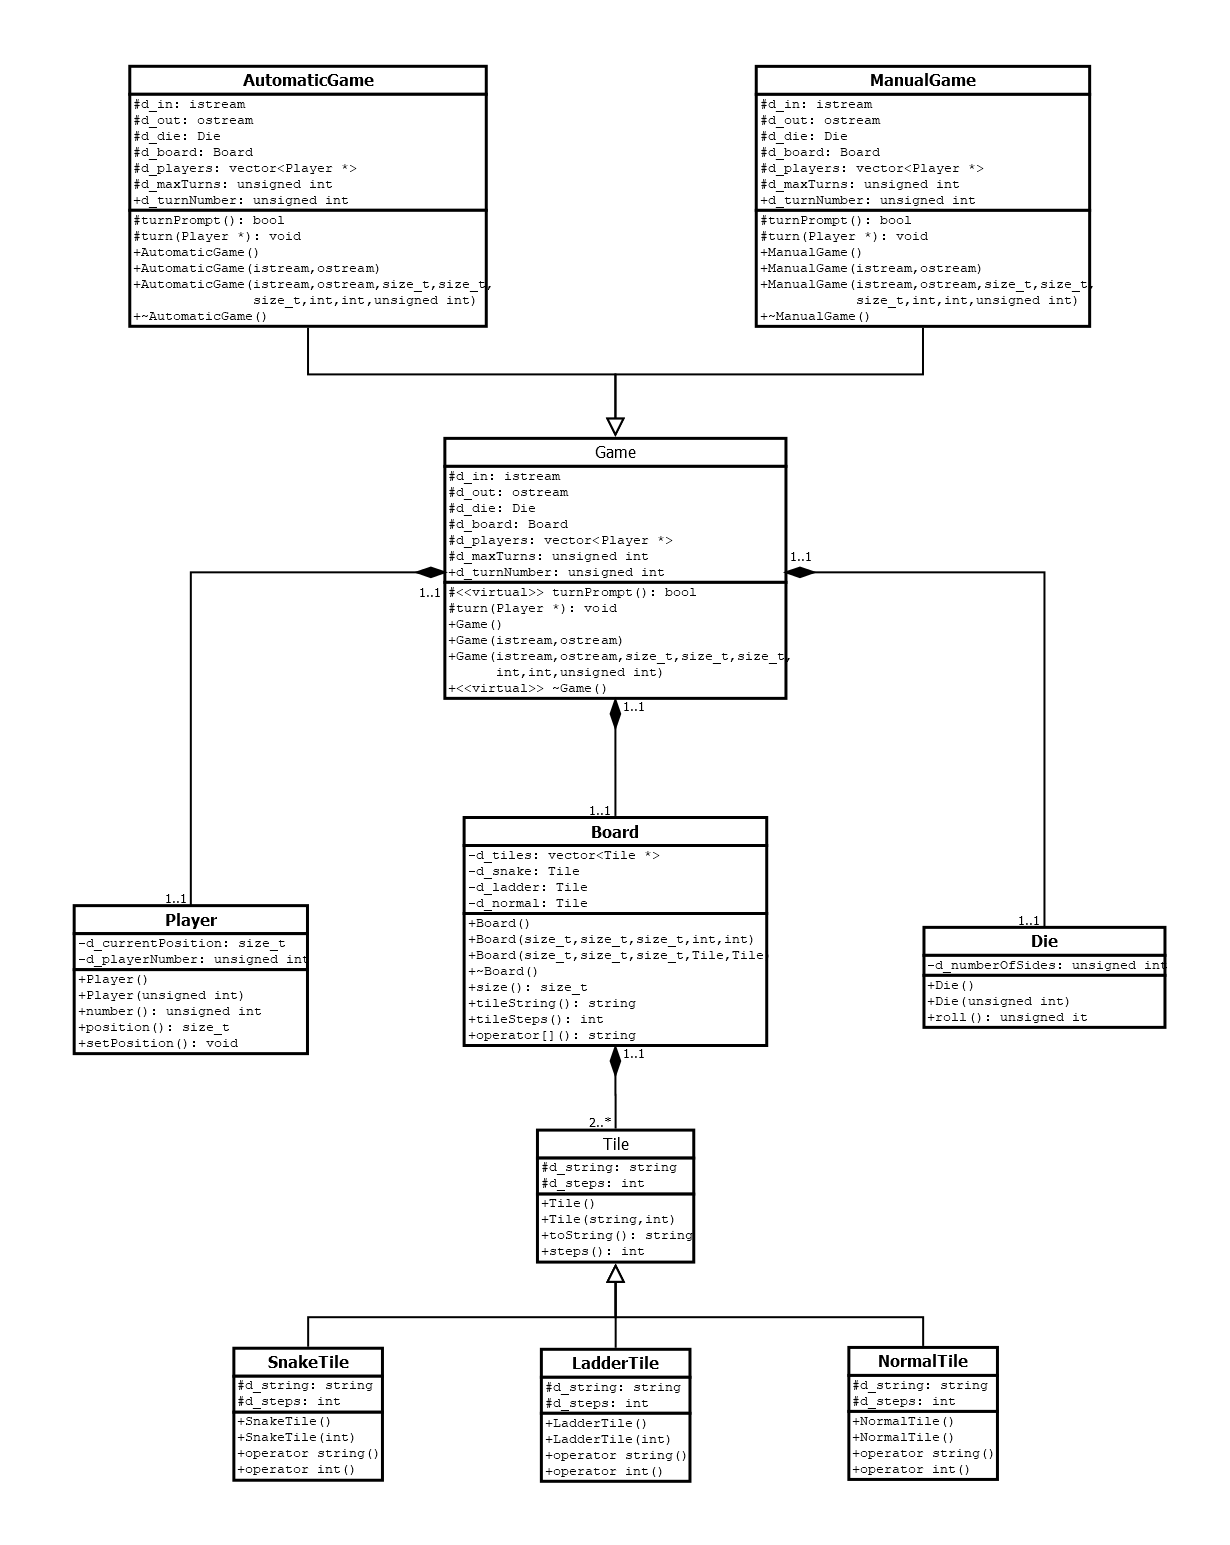 AutomaticGame
#d_in: istream
#d_out: ostream
#d_die: Die
#d_board: Board
#d_players: vector<Player *>
#d_maxTurns: unsigned int
+d_turnNumber: unsigned int
#turnPrompt(): bool
#turn(Player *): void
+AutomaticGame()
+AutomaticGame(istream,ostream)
+AutomaticGame(istream,ostream,size_t,size_t,
size_t,int,int,unsigned int)
+~AutomaticGame()
ManualGame
#d_in: istream
#d_out: ostream
#d_die: Die
#d_board: Board
#d_players: vector<Player *>
#d_maxTurns: unsigned int
+d_turnNumber: unsigned int
#turnPrompt(): bool
#turn(Player *): void
+ManualGame()
+ManualGame(istream,ostream)
+ManualGame(istream,ostream,size_t,size_t,
size_t,int,int,unsigned int)
+~ManualGame()
Game
#d_in: istream
#d_out: ostream
#d_die: Die
#d_board: Board
#d_players: vector<Player *>
#d_maxTurns: unsigned int
+d_turnNumber: unsigned int
#<<virtual>> turnPrompt(): bool
#turn(Player *): void
+Game()
+Game(istream,ostream)
+Game(istream,ostream,size_t,size_t,size_t,
int,int,unsigned int)
+<<virtual>> ~Game()
1..1
1..1
1..1
1..1
1..1
1..1
Player
-d_currentPosition: size_t
-d_playerNumber: unsigned int
+Player()
+Player(unsigned int)
+number(): unsigned int
+position(): size_t
+setPosition(): void
Board
-d_tiles: vector<Tile *>
-d_snake: Tile
-d_ladder: Tile
-d_normal: Tile
+Board()
+Board(size_t,size_t,size_t,int,int)
+Board(size_t,size_t,size_t,Tile,Tile
+~Board()
+size(): size_t
+tileString(): string
+tileSteps(): int
+operator[](): string
Die
-d_numberOfSides: unsigned int
+Die()
+Die(unsigned int)
+roll(): unsigned it
1..1
2..*
Tile
#d_string: string
#d_steps: int
+Tile()
+Tile(string,int)
+toString(): string
+steps(): int
SnakeTile
#d_string: string
#d_steps: int
+SnakeTile()
+SnakeTile(int)
+operator string()
+operator int()
LadderTile
#d_string: string
#d_steps: int
+LadderTile()
+LadderTile(int)
+operator string()
+operator int()
NormalTile
#d_string: string
#d_steps: int
+NormalTile()
+NormalTile()
+operator string()
+operator int()